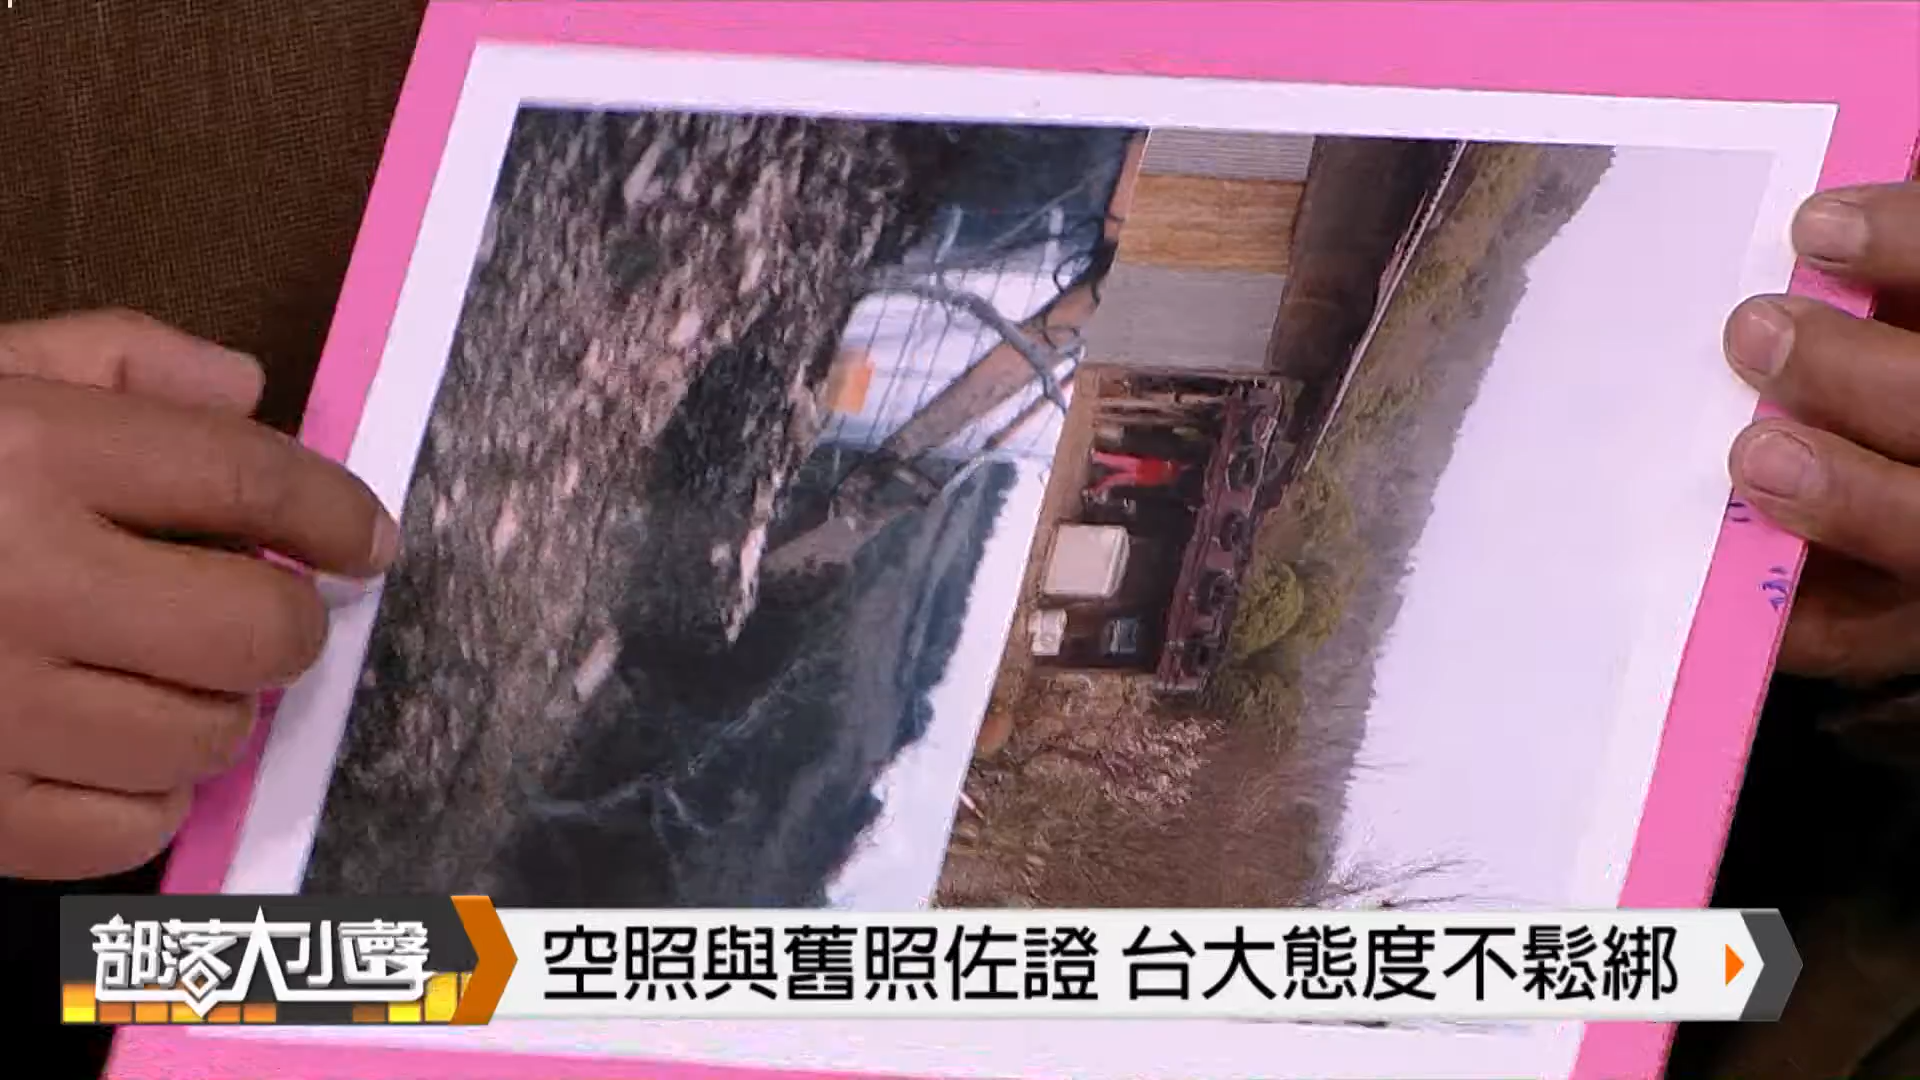 部落大小聲
空照與舊照佐證 台大態度不鬆綁